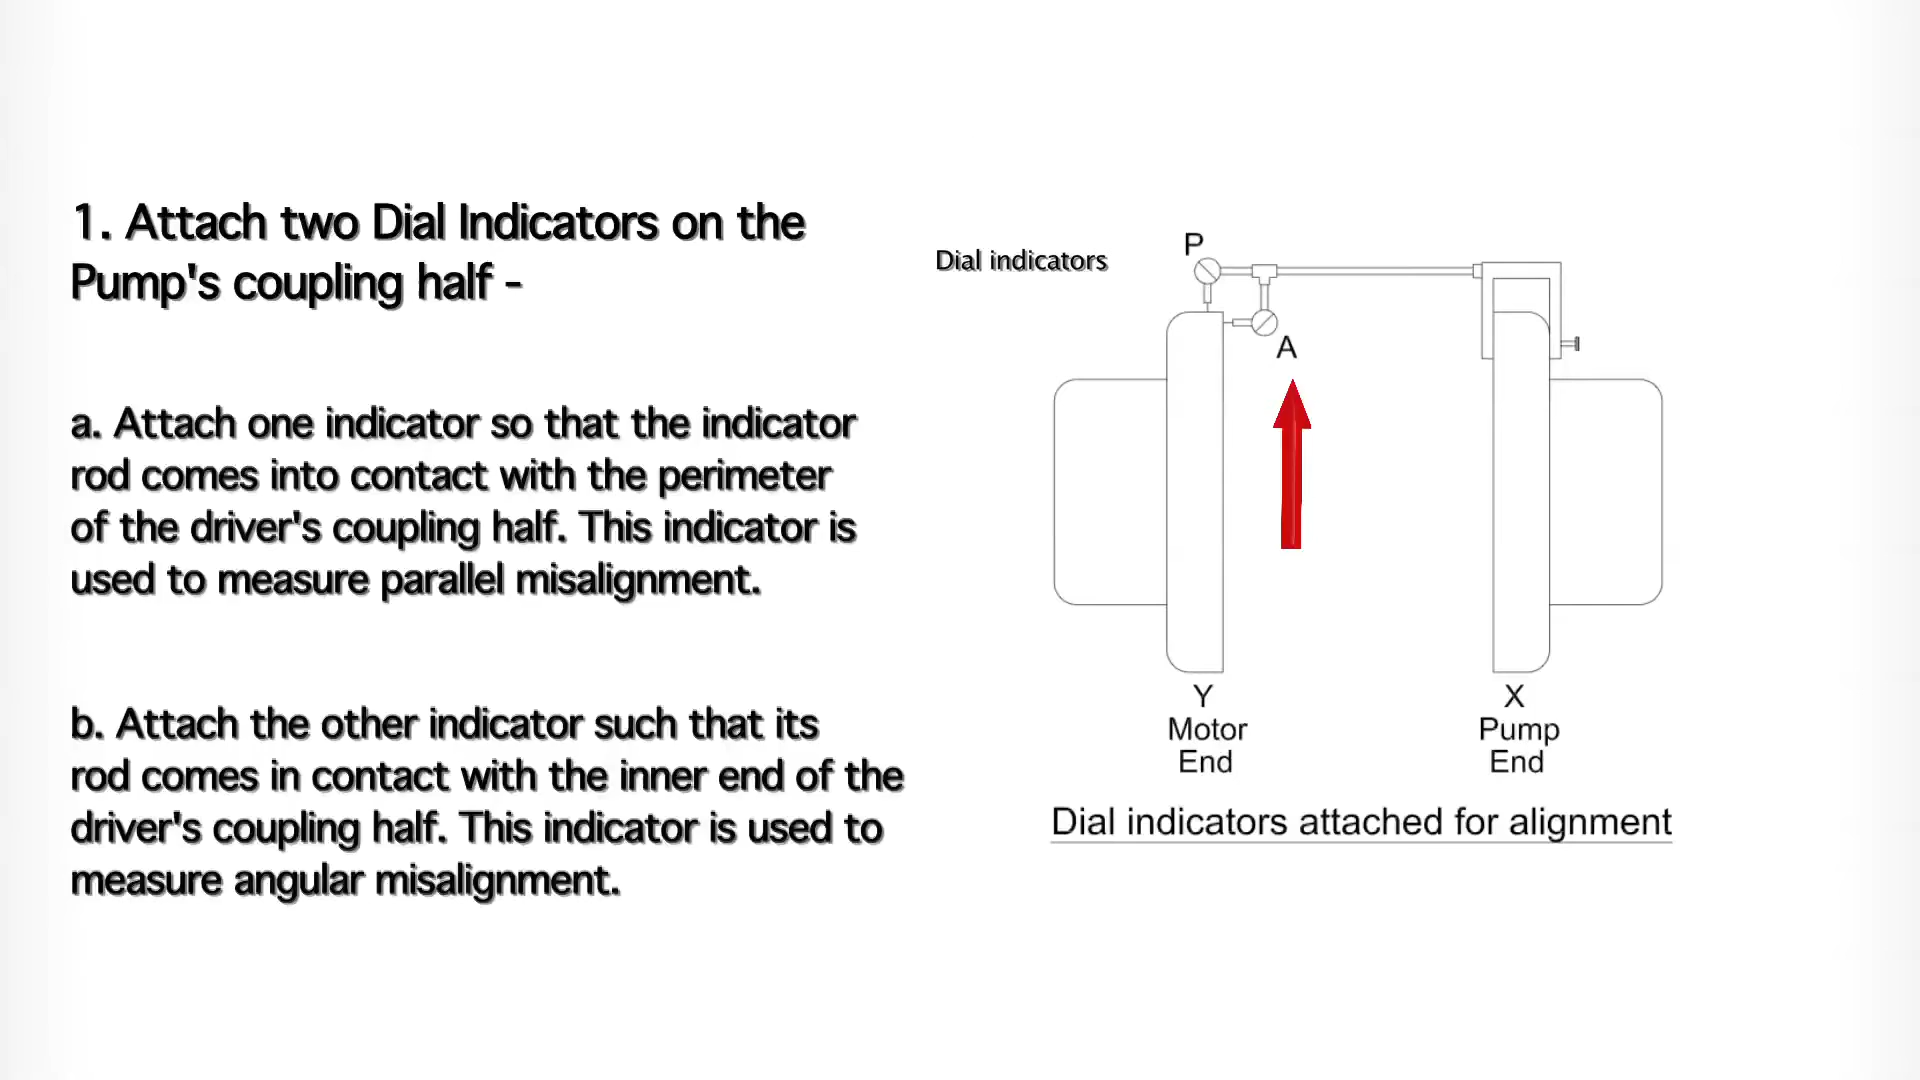 1. Attach two Dial Indicators on the
Pump's coupling half -
a. Attach one indicator so that the indicator
rod comes into contact with the perimeter
of the driver's coupling half. This indicator is
used to measure parallel misalignment.
b. Attach the other indicator such that its
rod comes in contact with the inner end of the
driver's coupling half. This indicator is used to
measure angular misalignment.
Dial indicators
P
A
Y
Motor
End
X
Pump
End
Dial indicators attached for alignment